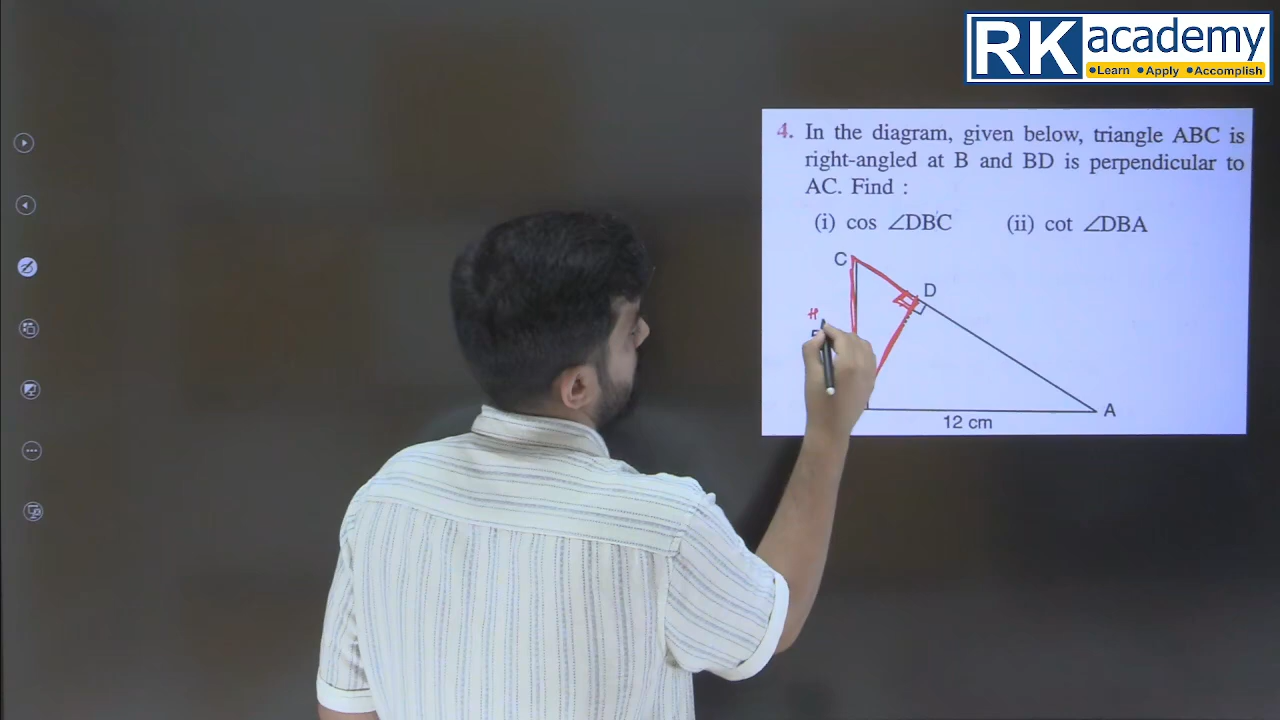 RK academy
•Learn •Apply •Accomplish
4. In the diagram, given below, triangle ABC is
right-angled at B and BD is perpendicular to
AC. Find :
(i) cos ∠DBC (ii) cot ∠DBA
C
D
H
A
12 cm